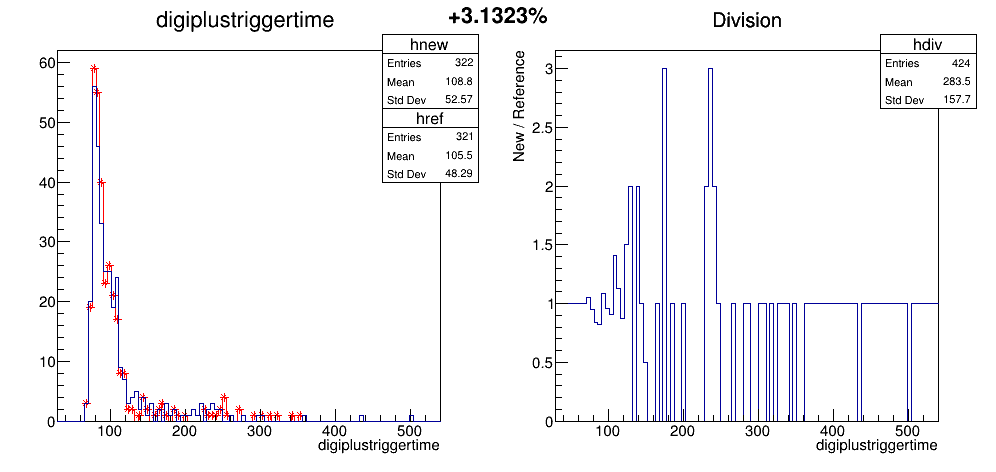 digiplustriggertime
+3.1323%
Division
hnew
Entries 322
Mean 108.8
Std Dev 52.57
href
Entries 321
Mean 105.5
Std Dev 48.29
60
50
40
30
20
10
0
100 200 300 400 500
digiplustriggertime
hdiv
Entries 424
Mean 283.5
Std Dev 157.7
New / Reference
3
2.5
2
1.5
1
0.5
0
100 200 300 400 500
digiplustriggertime